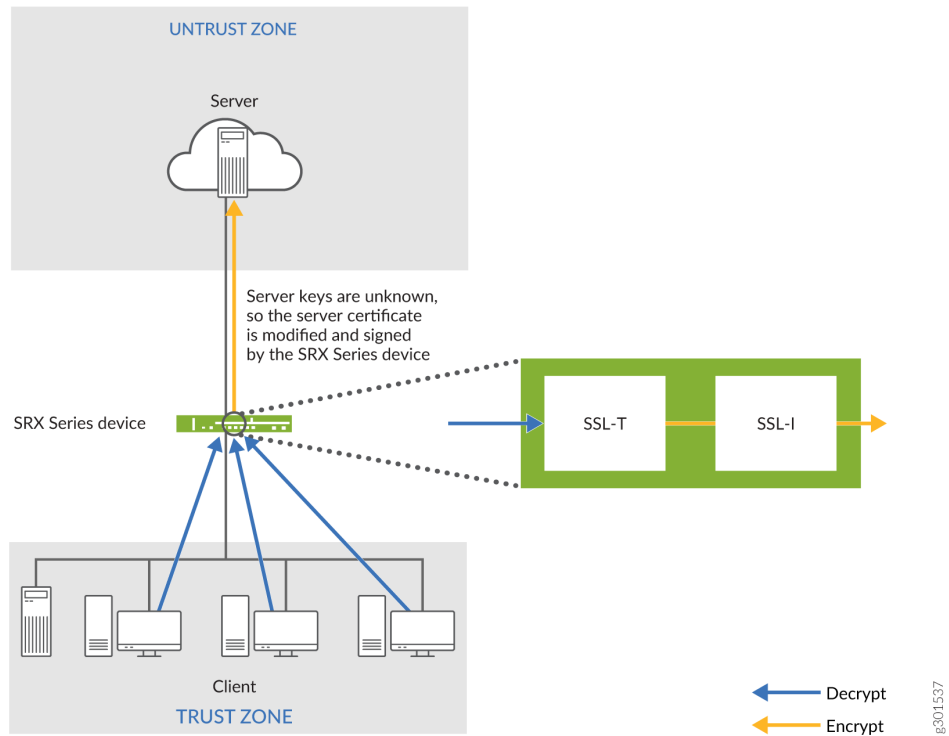 UNTRUST ZONE
Server
Server keys are unknown,
so the server certificate
is modified and signed
by the SRX Series device
SRX Series device
SSL-T
SSL-I
Client
TRUST ZONE
Decrypt
Encrypt
g301537